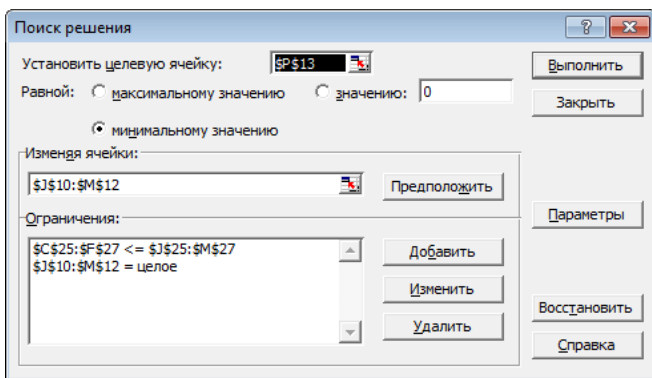 Поиск решения
Установить целевую ячейку: $P$13 Выполнить
Равной: максимальному значению значению: 0 Закрыть
минимальному значению
Изменяя ячейки:
$J$10:$M$12 Предположить
Ограничения: Параметры
$C$25:$F$27 <= $J$25:$M$27 Добавить
$J$10:$M$12 = целое
Изменить
Восстановить
Удалить
Справка